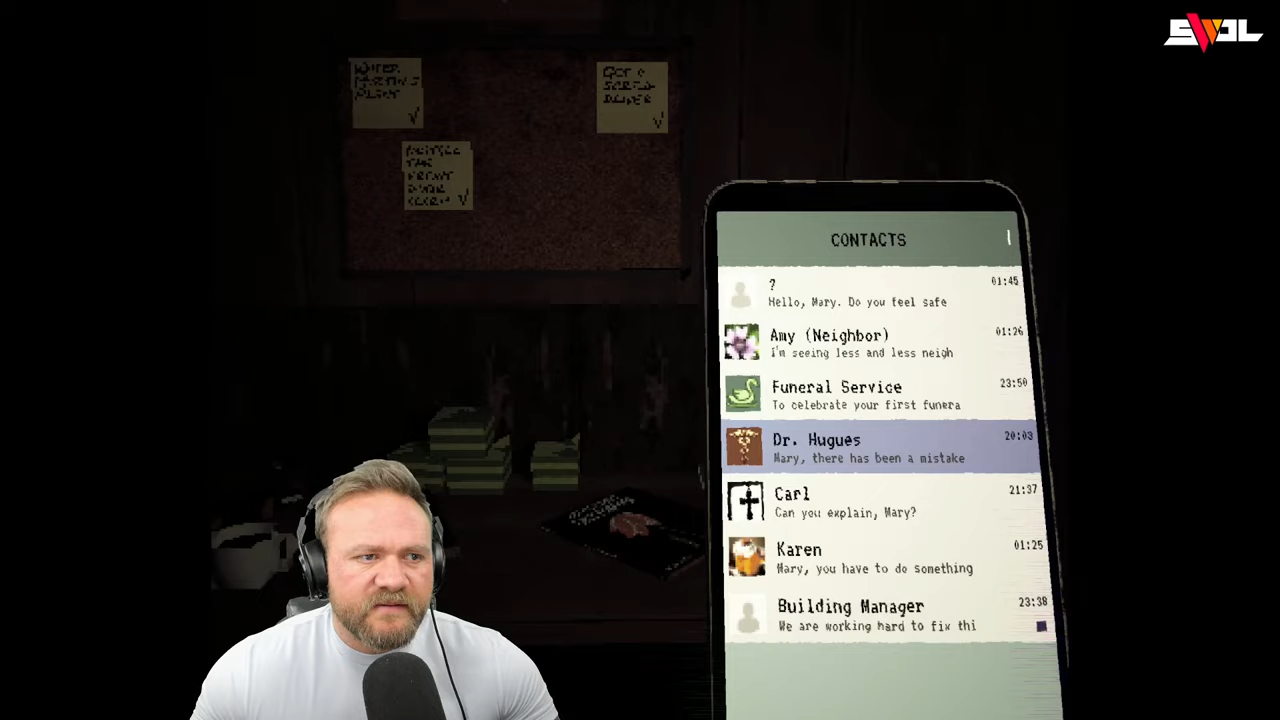 SWOL
CONTACTS
?
01:45
Hello, Mary. Do you feel safe
Amy (Neighbor)
01:26
I'm seeing less and less neigh
Funeral Service
23:50
To celebrate your first funera
Dr. Hugues
20:03
Mary, there has been a mistake
Carl
21:37
Can you explain, Mary?
Karen
01:25
Mary, you have to do something
Building Manager
23:38
We are working hard to fix thi